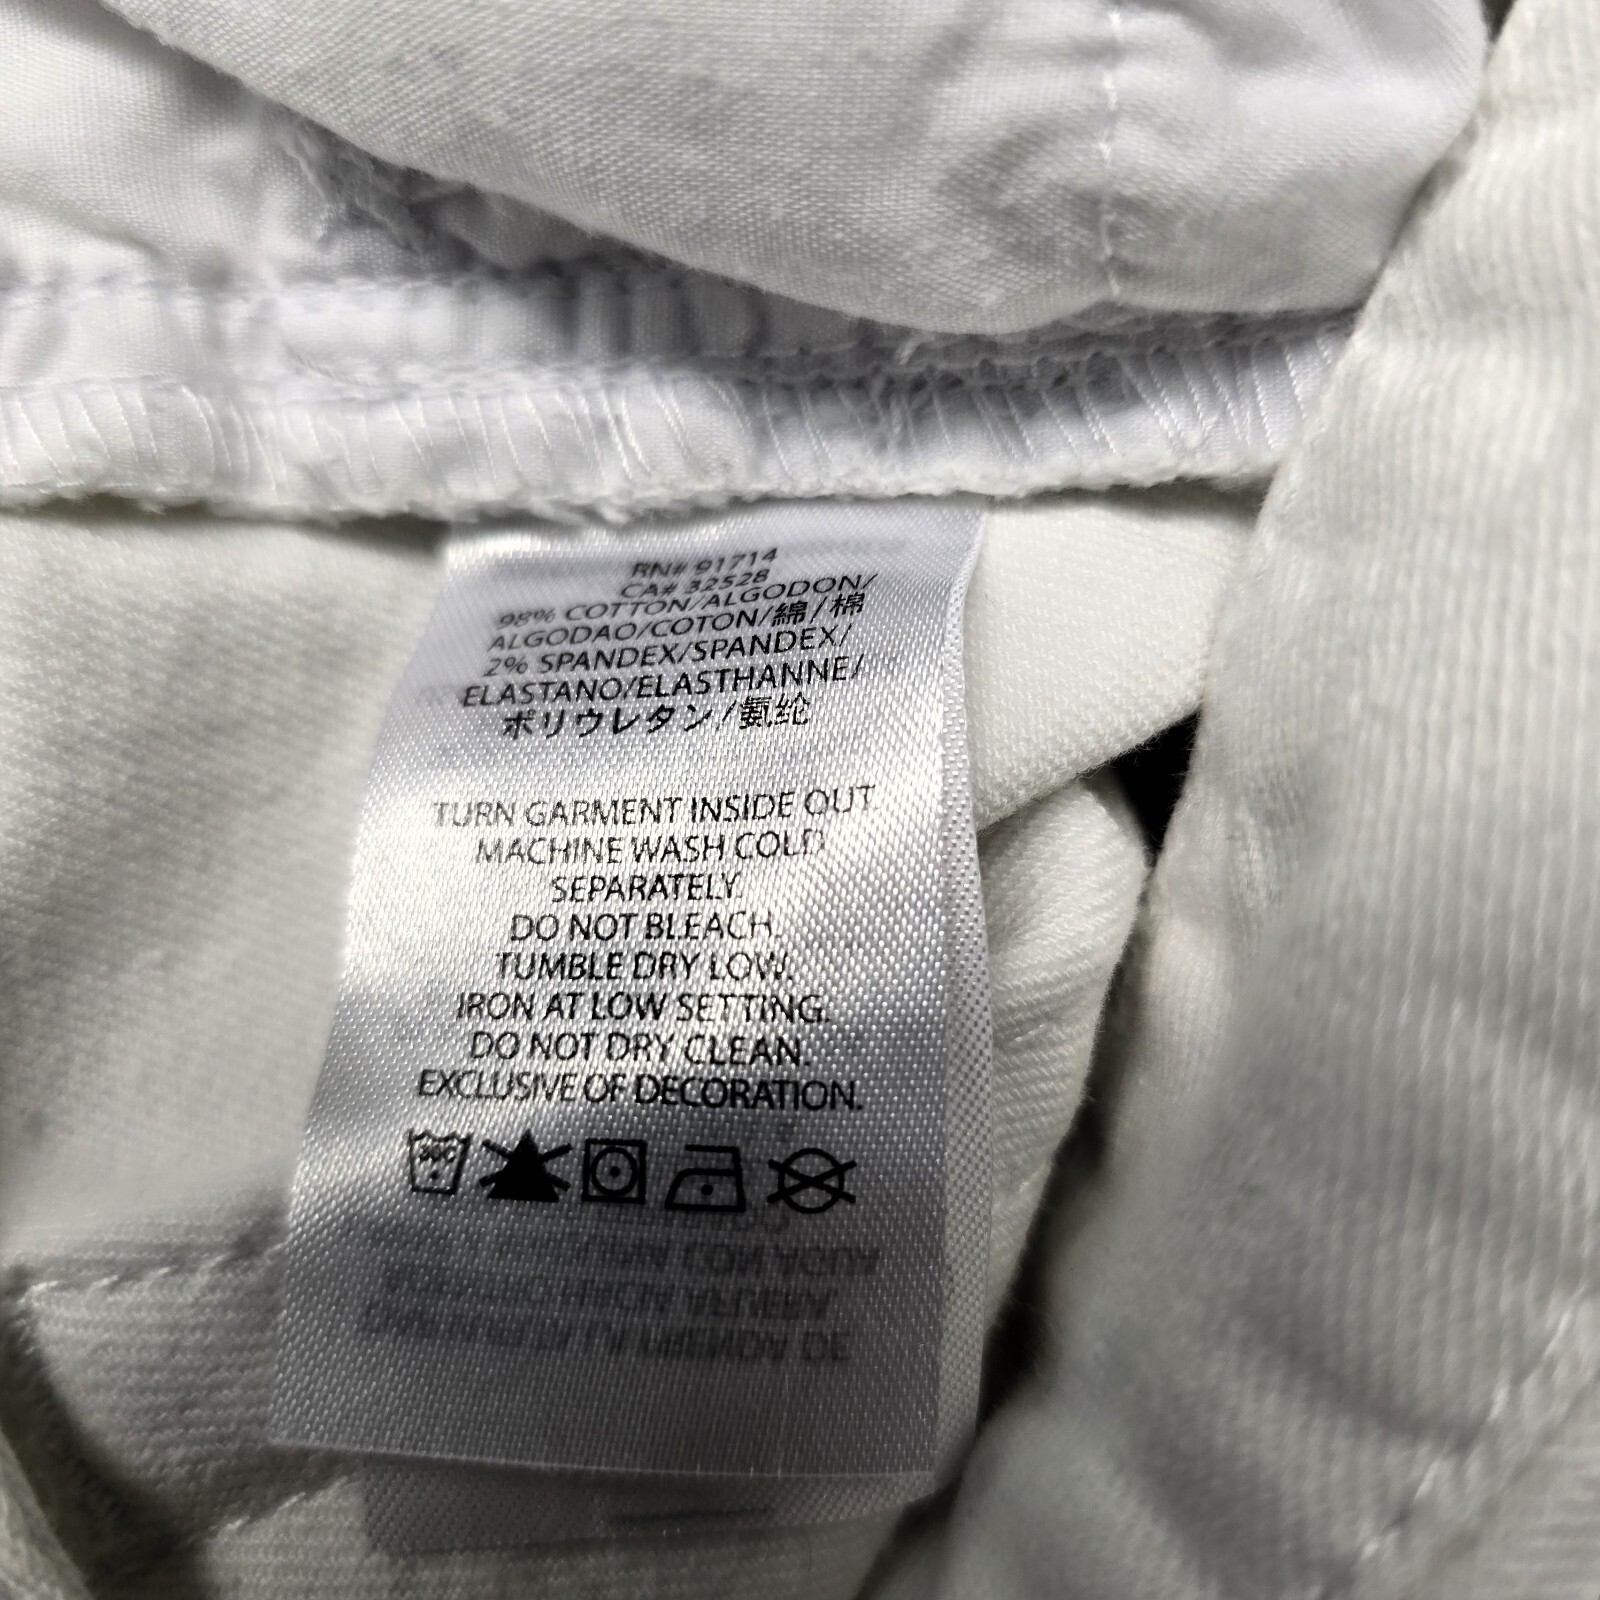 RN# 91714
CA# 32528
98% COTTON/ALGODON/
ALGODAO/COTON/綿/棉
2% SPANDEX/SPANDEX/
ELASTANO/ELASTHANNE/
ポリウレタン/氨纶
TURN GARMENT INSIDE OUT
MACHINE WASH COLD
SEPARATELY.
DO NOT BLEACH.
TUMBLE DRY LOW.
IRON AT LOW SETTING.
DO NOT DRY CLEAN.
EXCLUSIVE OF DECORATION.
30C